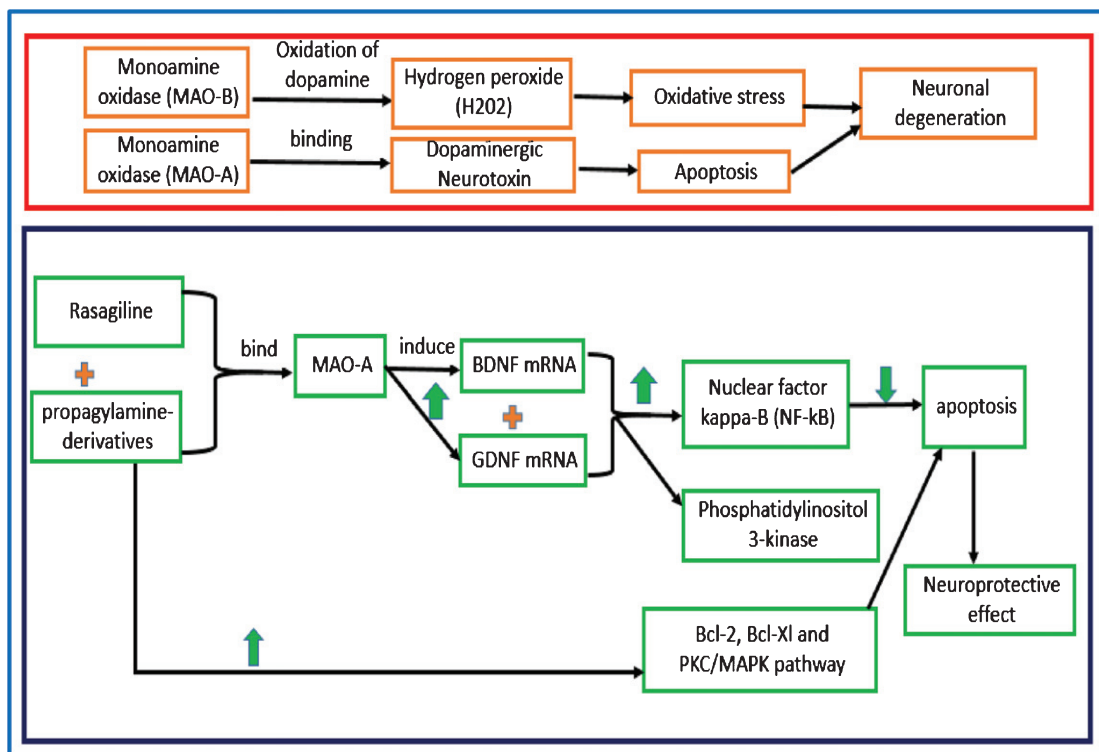 Monoamine
oxidase (MAO-B)
Oxidation of
dopamine
Hydrogen peroxide
(H202)
Oxidative stress
Neuronal
degeneration
Monoamine
oxidase (MAO-A)
binding
Dopaminergic
Neurotoxin
Apoptosis
Rasagiline
propagylamine-
derivatives
bind
MAO-A
induce
BDNF mRNA
GDNF mRNA
Nuclear factor
kappa-B (NF-kB)
apoptosis
Phosphatidylinositol
3-kinase
Neuroprotective
effect
Bcl-2, Bcl-Xl and
PKC/MAPK pathway